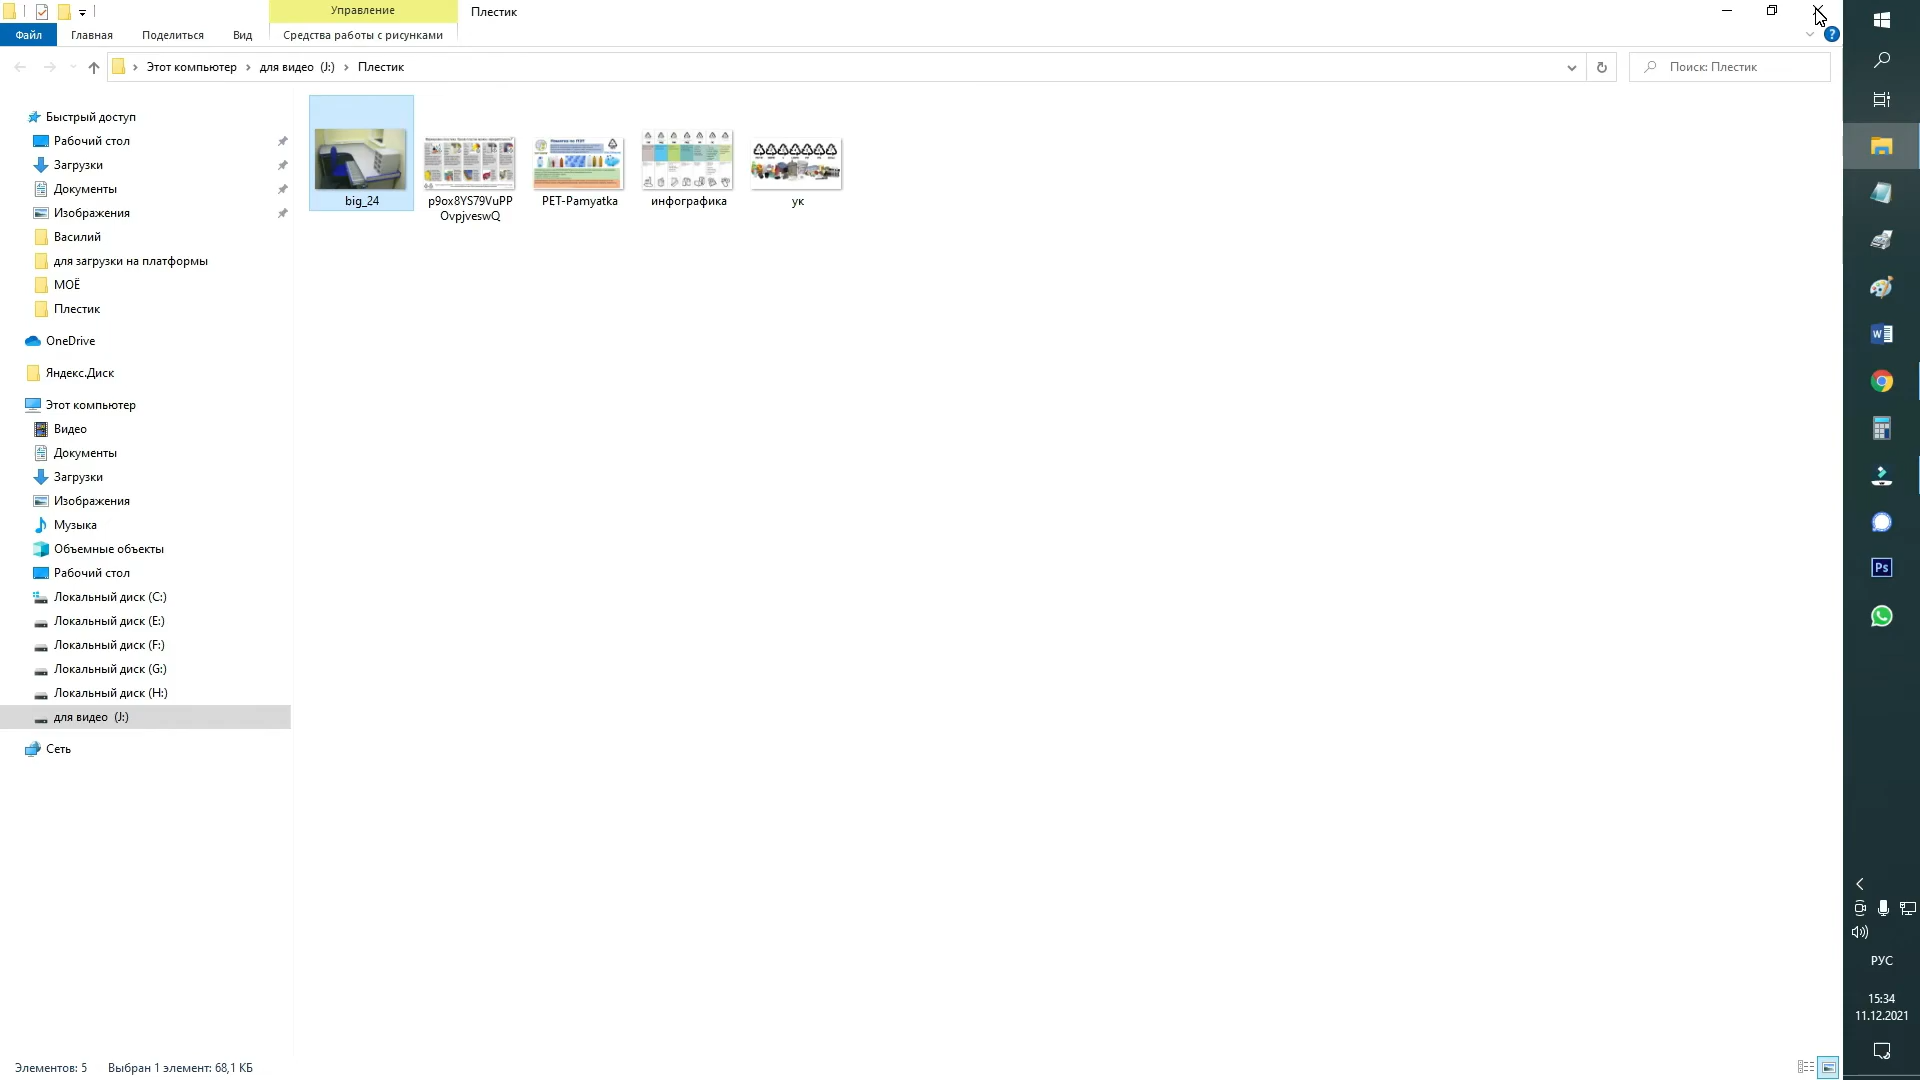 Управление
Плестик
Файл
Главная
Поделиться
Вид
Средства работы с рисунками
?
Этот компьютер › для видео (J:) › Плестик
Поиск: Плестик
Быстрый доступ
Рабочий стол
Загрузки
Документы
Изображения
Василий
для загрузки на платформы
МОЁ
Плестик
OneDrive
Яндекс.Диск
Этот компьютер
Видео
Документы
Загрузки
Изображения
Музыка
Объемные объекты
Рабочий стол
Локальный диск (C:)
Локальный диск (E:)
Локальный диск (F:)
Локальный диск (G:)
Локальный диск (H:)
для видео (J:)
Сеть
big_24
p9ox8YS79VuPP
OvpjveswQ
PET-Pamyatka
инфографика
ук
W
Ps
РУС
15:34
11.12.2021
Элементов: 5
Выбран 1 элемент: 68,1 КБ